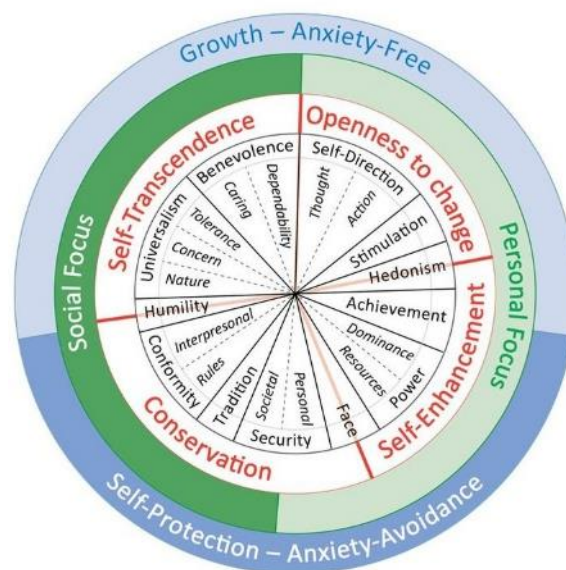 Growth – Anxiety-Free
Self-Transcendence
Openness to change
Social Focus
Personal Focus
Benevolence
Caring
Dependability
Self-Direction
Thought
Action
Universalism
Tolerance
Concern
Nature
Stimulation
Hedonism
Humility
Achievement
Conformity
Interpresonal
Rules
Dominance
Resources
Power
Tradition
Societal
Personal
Security
Face
Conservation
Self-Enhancement
Self-Protection – Anxiety-Avoidance